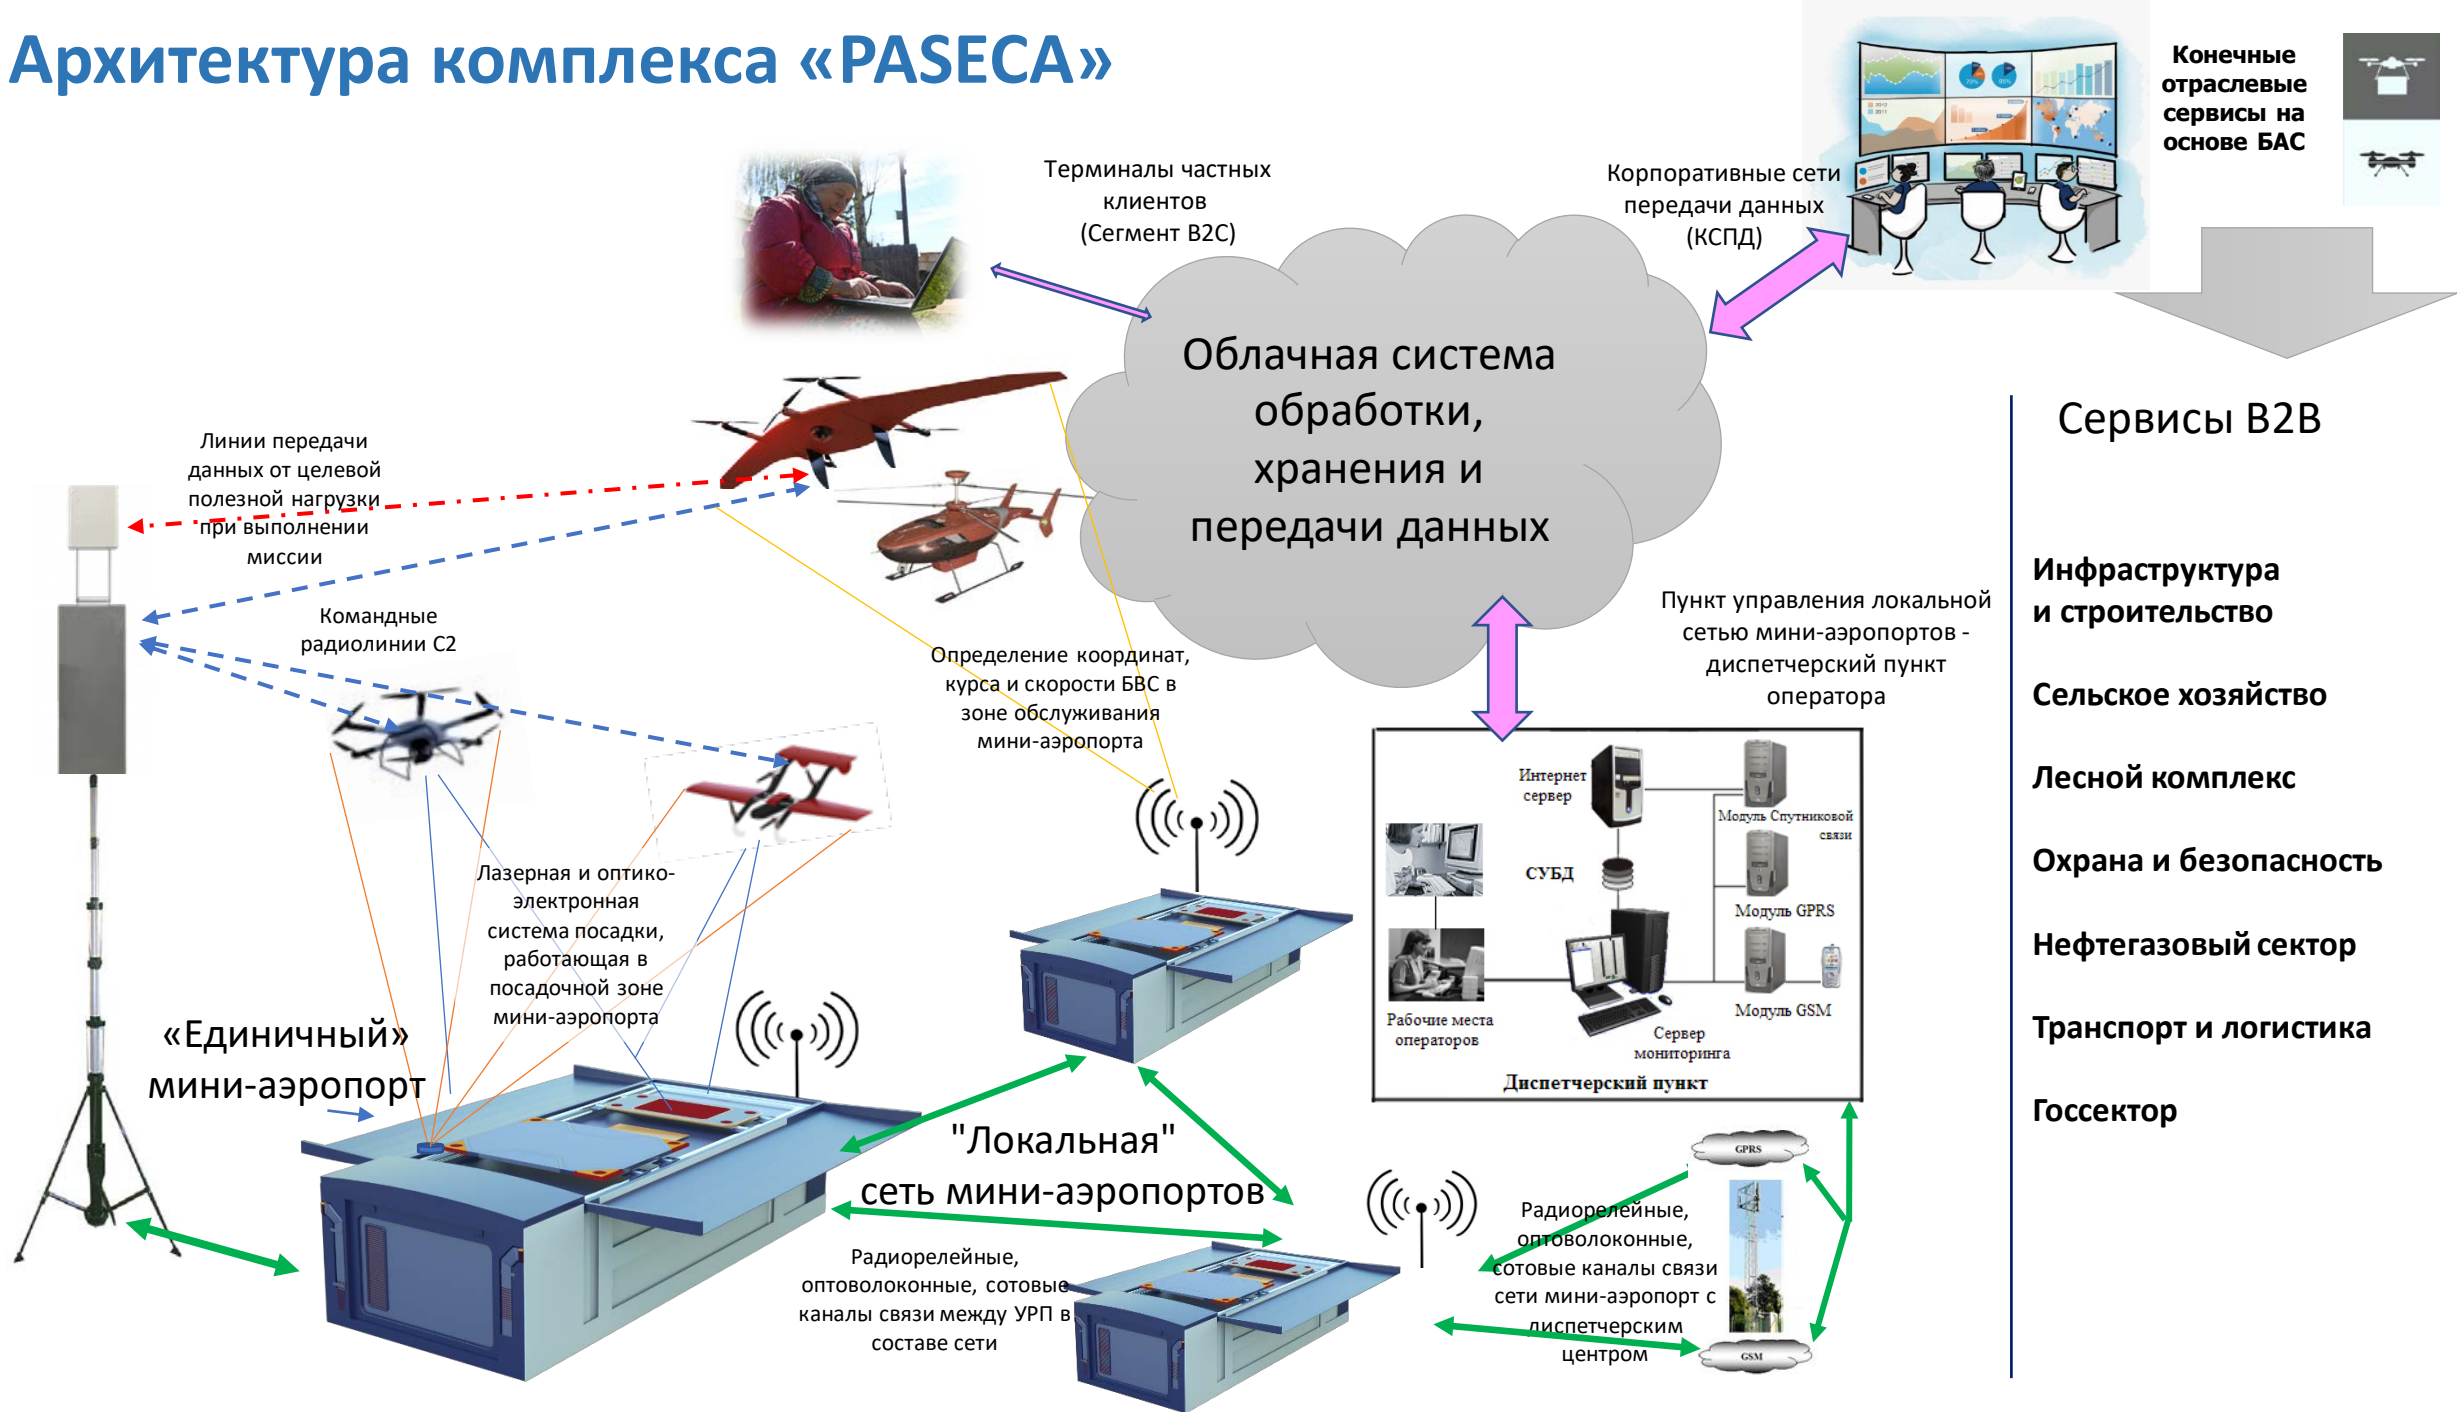 Архитектура комплекса «PASECA»
Конечные
отраслевые
сервисы на
основе БАС
Терминалы частных
клиентов
(Сегмент B2C)
Корпоративные сети
передачи данных
(КСПД)
Облачная система
обработки,
хранения и
передачи данных
Линии передачи
данных от целевой
полезной нагрузки
при выполнении
миссии
Командные
радиолинии С2
Определение координат,
курса и скорости БВС в
зоне обслуживания
мини-аэропорта
Пункт управления локальной
сетью мини-аэропортов -
диспетчерский пункт
оператора
Интернет
сервер
Модуль Спутниковой
связи
СУБД
Модуль GPRS
Модуль GSM
Рабочие места
операторов
Сервер
мониторинга
Диспетчерский пункт
Лазерная и оптико-
электронная
система посадки,
работающая в
посадочной зоне
мини-аэропорта
«Единичный»
мини-аэропорт
"Локальная"
сеть мини-аэропортов
Радиорелейные,
оптоволоконные, сотовые
каналы связи между УРП в
составе сети
GPRS
Радиорелейные,
оптоволоконные,
сотовые каналы связи
сети мини-аэропорт с
диспетчерским
центром
GSM
Сервисы B2B
Инфраструктура
и строительство
Сельское хозяйство
Лесной комплекс
Охрана и безопасность
Нефтегазовый сектор
Транспорт и логистика
Госсектор